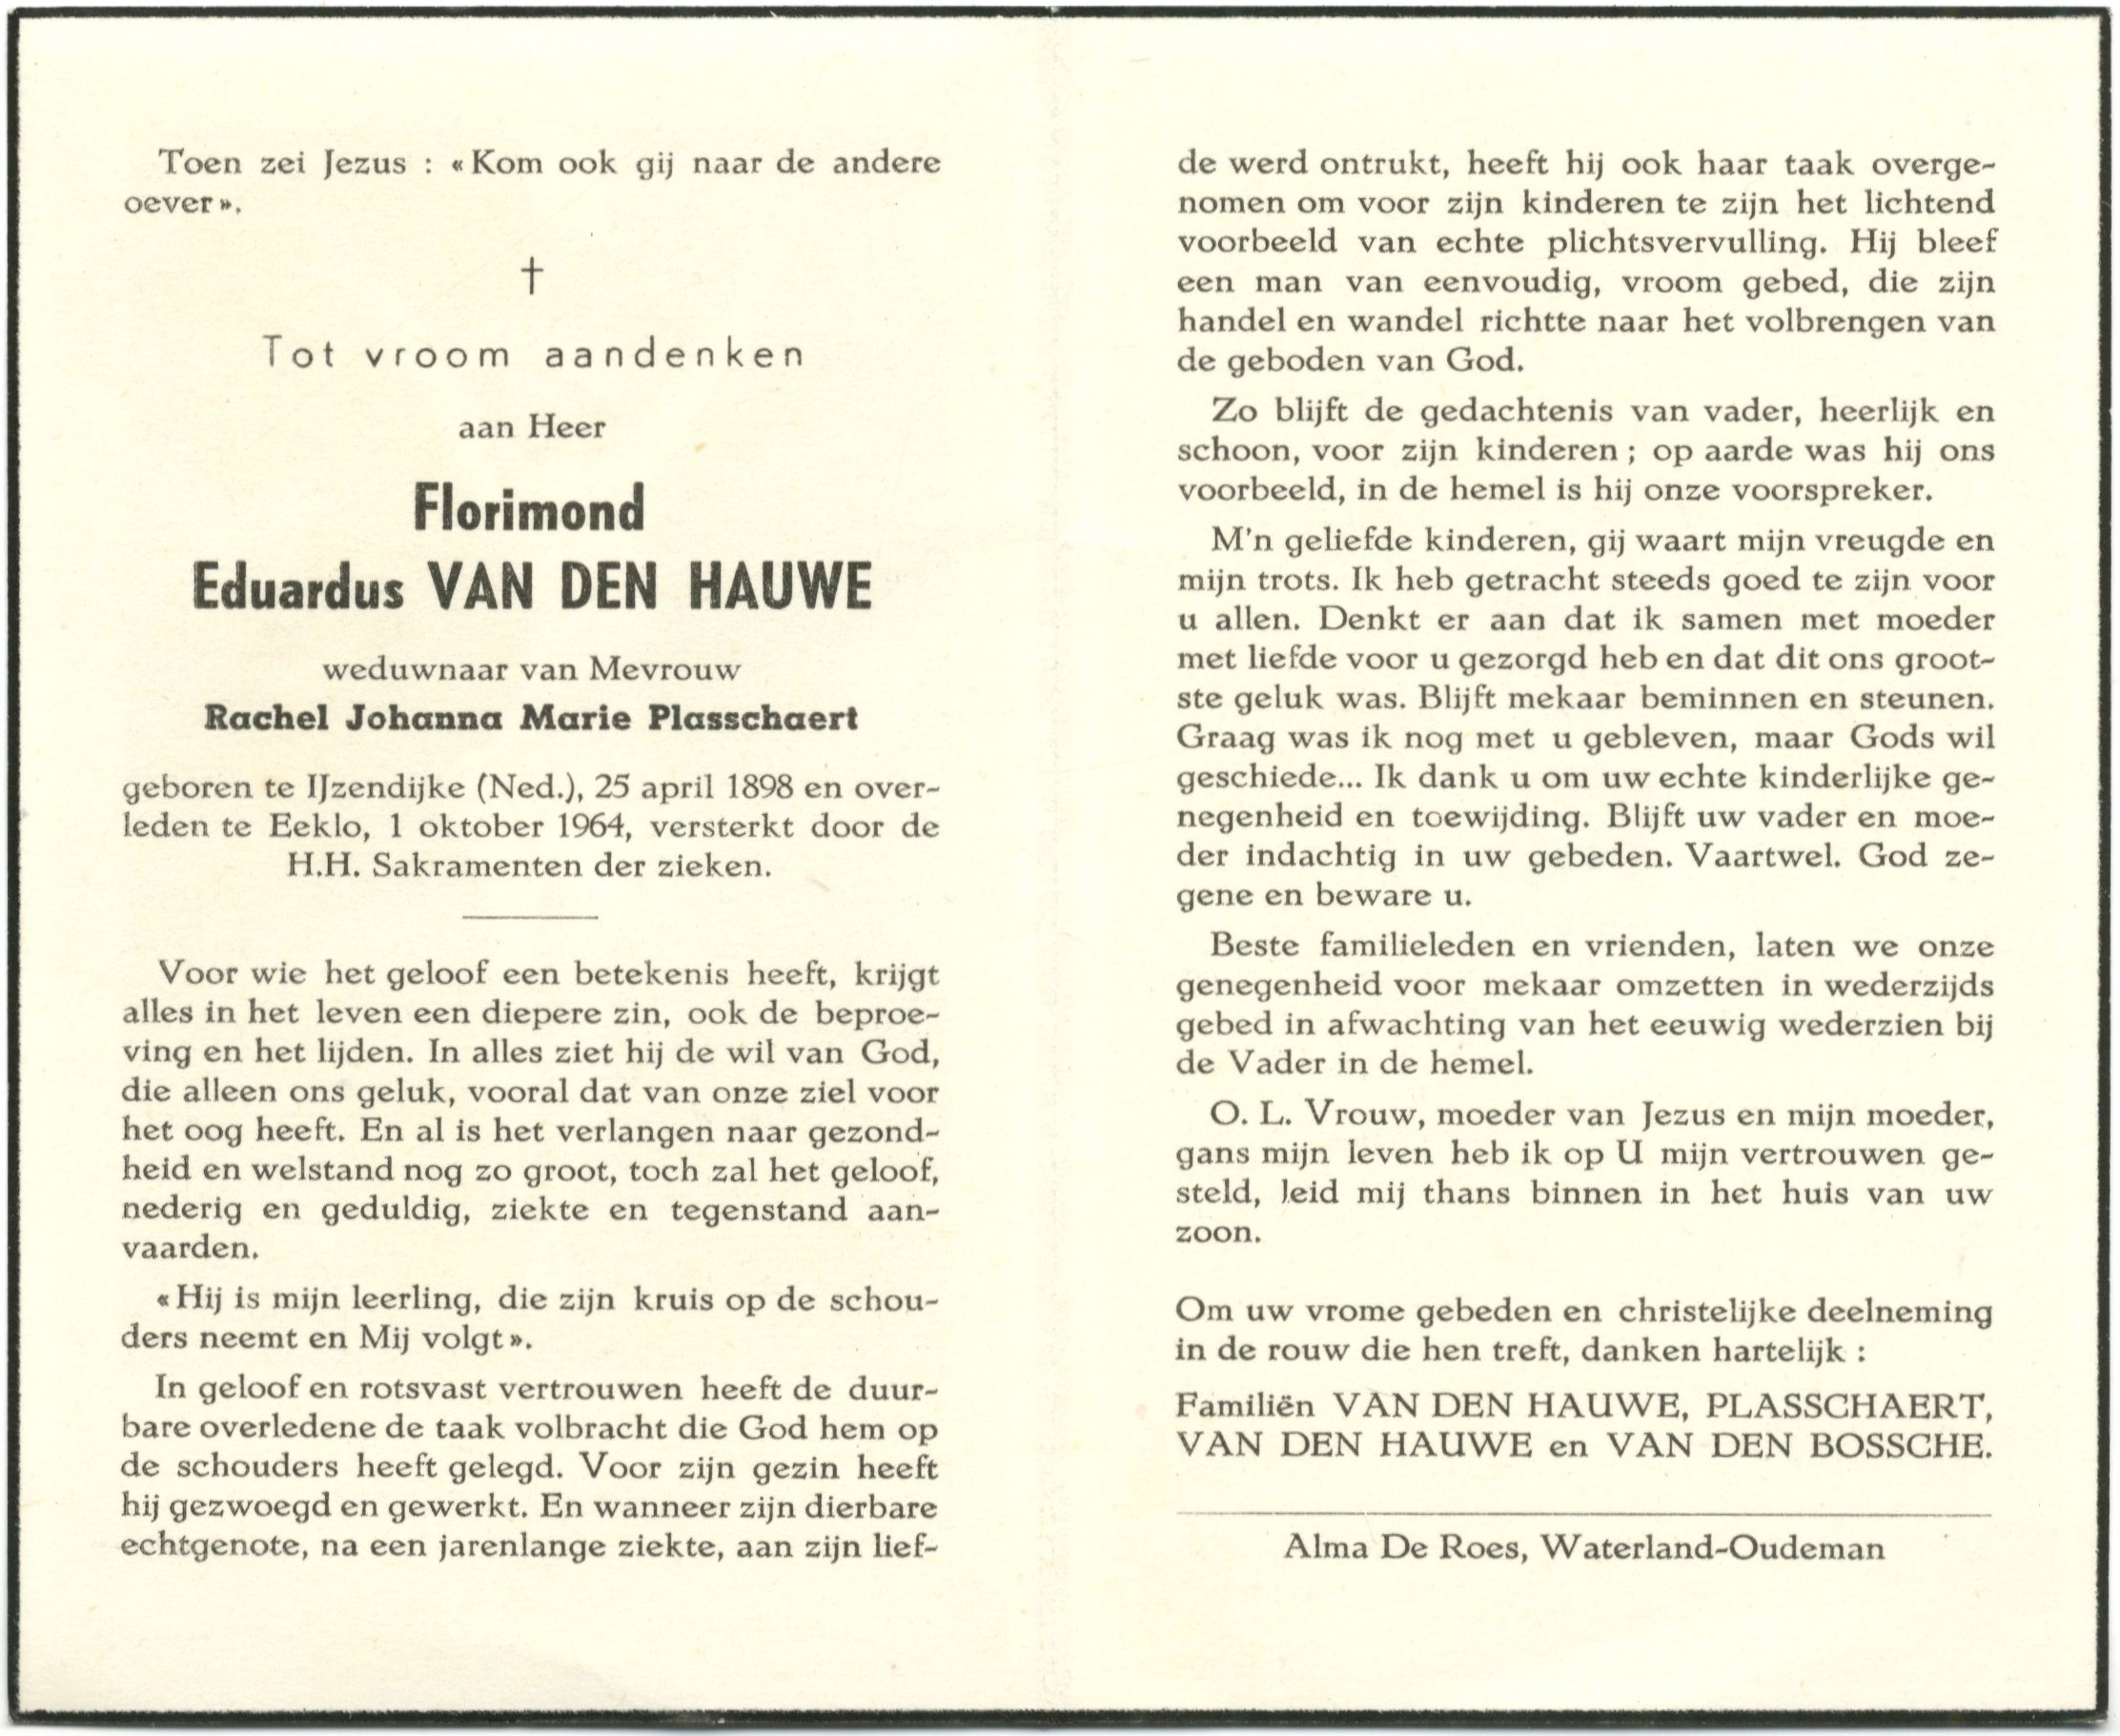 Toen zei Jezus : « Kom ook gij naar de andere
oever ».
†
Tot vroom aandenken
aan Heer
Florimond
Eduardus VAN DEN HAUWE
weduwnaar van Mevrouw
Rachel Johanna Marie Plasschaert
geboren te IJzendijke (Ned.), 25 april 1898 en over-
leden te Eeklo, 1 oktober 1964, versterkt door de
H.H. Sakramenten der zieken.
Voor wie het geloof een betekenis heeft, krijgt
alles in het leven een diepere zin, ook de beproe-
ving en het lijden. In alles ziet hij de wil van God,
die alleen ons geluk, vooral dat van onze ziel voor
het oog heeft. En al is het verlangen naar gezond-
heid en welstand nog zo groot, toch zal het geloof,
nederig en geduldig, ziekte en tegenstand aan-
vaarden.
« Hij is mijn leerling, die zijn kruis op de schou-
ders neemt en Mij volgt ».
In geloof en rotsvast vertrouwen heeft de duur-
bare overledene de taak volbracht die God hem op
de schouders heeft gelegd. Voor zijn gezin heeft
hij gezwoegd en gewerkt. En wanneer zijn dierbare
echtgenote, na een jarenlange ziekte, aan zijn lief-
de werd ontrukt, heeft hij ook haar taak overge-
nomen om voor zijn kinderen te zijn het lichtend
voorbeeld van echte plichtsvervulling. Hij bleef
een man van eenvoudig, vroom gebed, die zijn
handel en wandel richtte naar het volbrengen van
de geboden van God.
Zo blijft de gedachtenis van vader, heerlijk en
schoon, voor zijn kinderen ; op aarde was hij ons
voorbeeld, in de hemel is hij onze voorspreker.
M'n geliefde kinderen, gij waart mijn vreugde en
mijn trots. Ik heb getracht steeds goed te zijn voor
u allen. Denkt er aan dat ik samen met moeder
met liefde voor u gezorgd heb en dat dit ons groot-
ste geluk was. Blijft mekaar beminnen en steunen.
Graag was ik nog met u gebleven, maar Gods wil
geschiede... Ik dank u om uw echte kinderlijke ge-
negenheid en toewijding. Blijft uw vader en moe-
der indachtig in uw gebeden. Vaartwel. God ze-
gene en beware u.
Beste familieleden en vrienden, laten we onze
genegenheid voor mekaar omzetten in wederzijds
gebed in afwachting van het eeuwig wederzien bij
de Vader in de hemel.
O. L. Vrouw, moeder van Jezus en mijn moeder,
gans mijn leven heb ik op U mijn vertrouwen ge-
steld, leid mij thans binnen in het huis van uw
zoon.
Om uw vrome gebeden en christelijke deelneming
in de rouw die hen treft, danken hartelijk :
Familiën VAN DEN HAUWE, PLASSCHAERT,
VAN DEN HAUWE en VAN DEN BOSSCHE.
Alma De Roes, Waterland-Oudeman